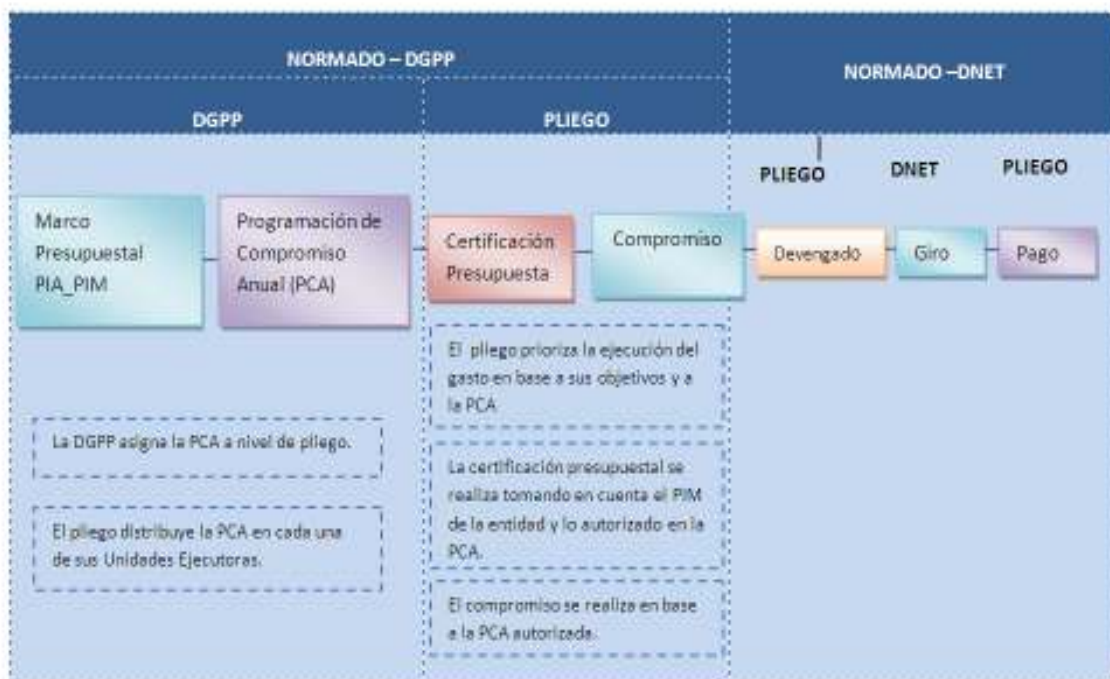 NORMADO – DGPP
NORMADO –DNET
DGPP
PLIEGO
PLIEGO
DNET
PLIEGO
Marco
Presupuestal
PIA_PIM
Programación de
Compromiso
Anual (PCA)
Certificación
Presupuesta
Compromiso
Devengado
Giro
Pago
La DGPP asigna la PCA a nivel de pliego.
El pliego distribuye la PCA en cada una
de sus Unidades Ejecutoras.
El pliego prioriza la ejecución del
gasto en base a sus objetivos y a
la PCA
La certificación presupuestal se
realiza tomando en cuenta el PIM
de la entidad y lo autorizado en la
PCA.
El compromiso se realiza en base
a la PCA autorizada.